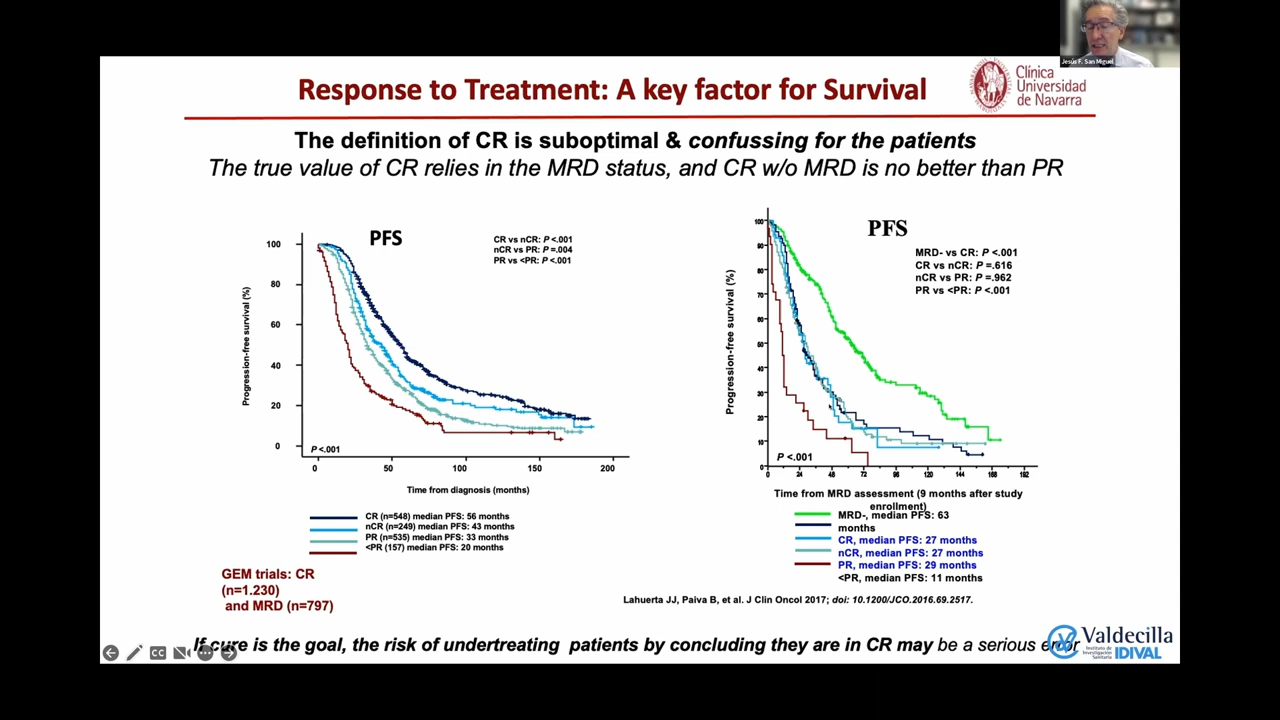 Jesús F. San Miguel
Response to Treatment: A key factor for Survival
Clínica
Universidad
de Navarra
The definition of CR is suboptimal & confussing for the patients
The true value of CR relies in the MRD status, and CR w/o MRD is no better than PR
PFS
CR vs nCR: P <.001
nCR vs PR: P =.004
PR vs <PR: P <.001
100
80
60
40
20
0
Progression-free survival (%)
P <.001
0
50
100
150
200
Time from diagnosis (months)
CR (n=548) median PFS: 56 months
nCR (n=249) median PFS: 43 months
PR (n=535) median PFS: 33 months
<PR (157) median PFS: 20 months
GEM trials: CR
(n=1.230)
and MRD (n=797)
PFS
MRD- vs CR: P <.001
CR vs nCR: P =.616
nCR vs PR: P =.962
PR vs <PR: P <.001
100
90
80
70
60
50
40
30
20
10
0
Progression-free survival (%)
P <.001
0
24
48
72
96
120
144
168
192
Time from MRD assessment (9 months after study
enrollment)
MRD-, median PFS: 63
months
CR, median PFS: 27 months
nCR, median PFS: 27 months
PR, median PFS: 29 months
<PR, median PFS: 11 months
Lahuerta JJ, Paiva B, et al. J Clin Oncol 2017; doi: 10.1200/JCO.2016.69.2517.
If cure is the goal, the risk of undertreating patients by concluding they are in CR may be a serious error
CC
Valdecilla
Instituto de
Investigación
Sanitaria
IDIVAL